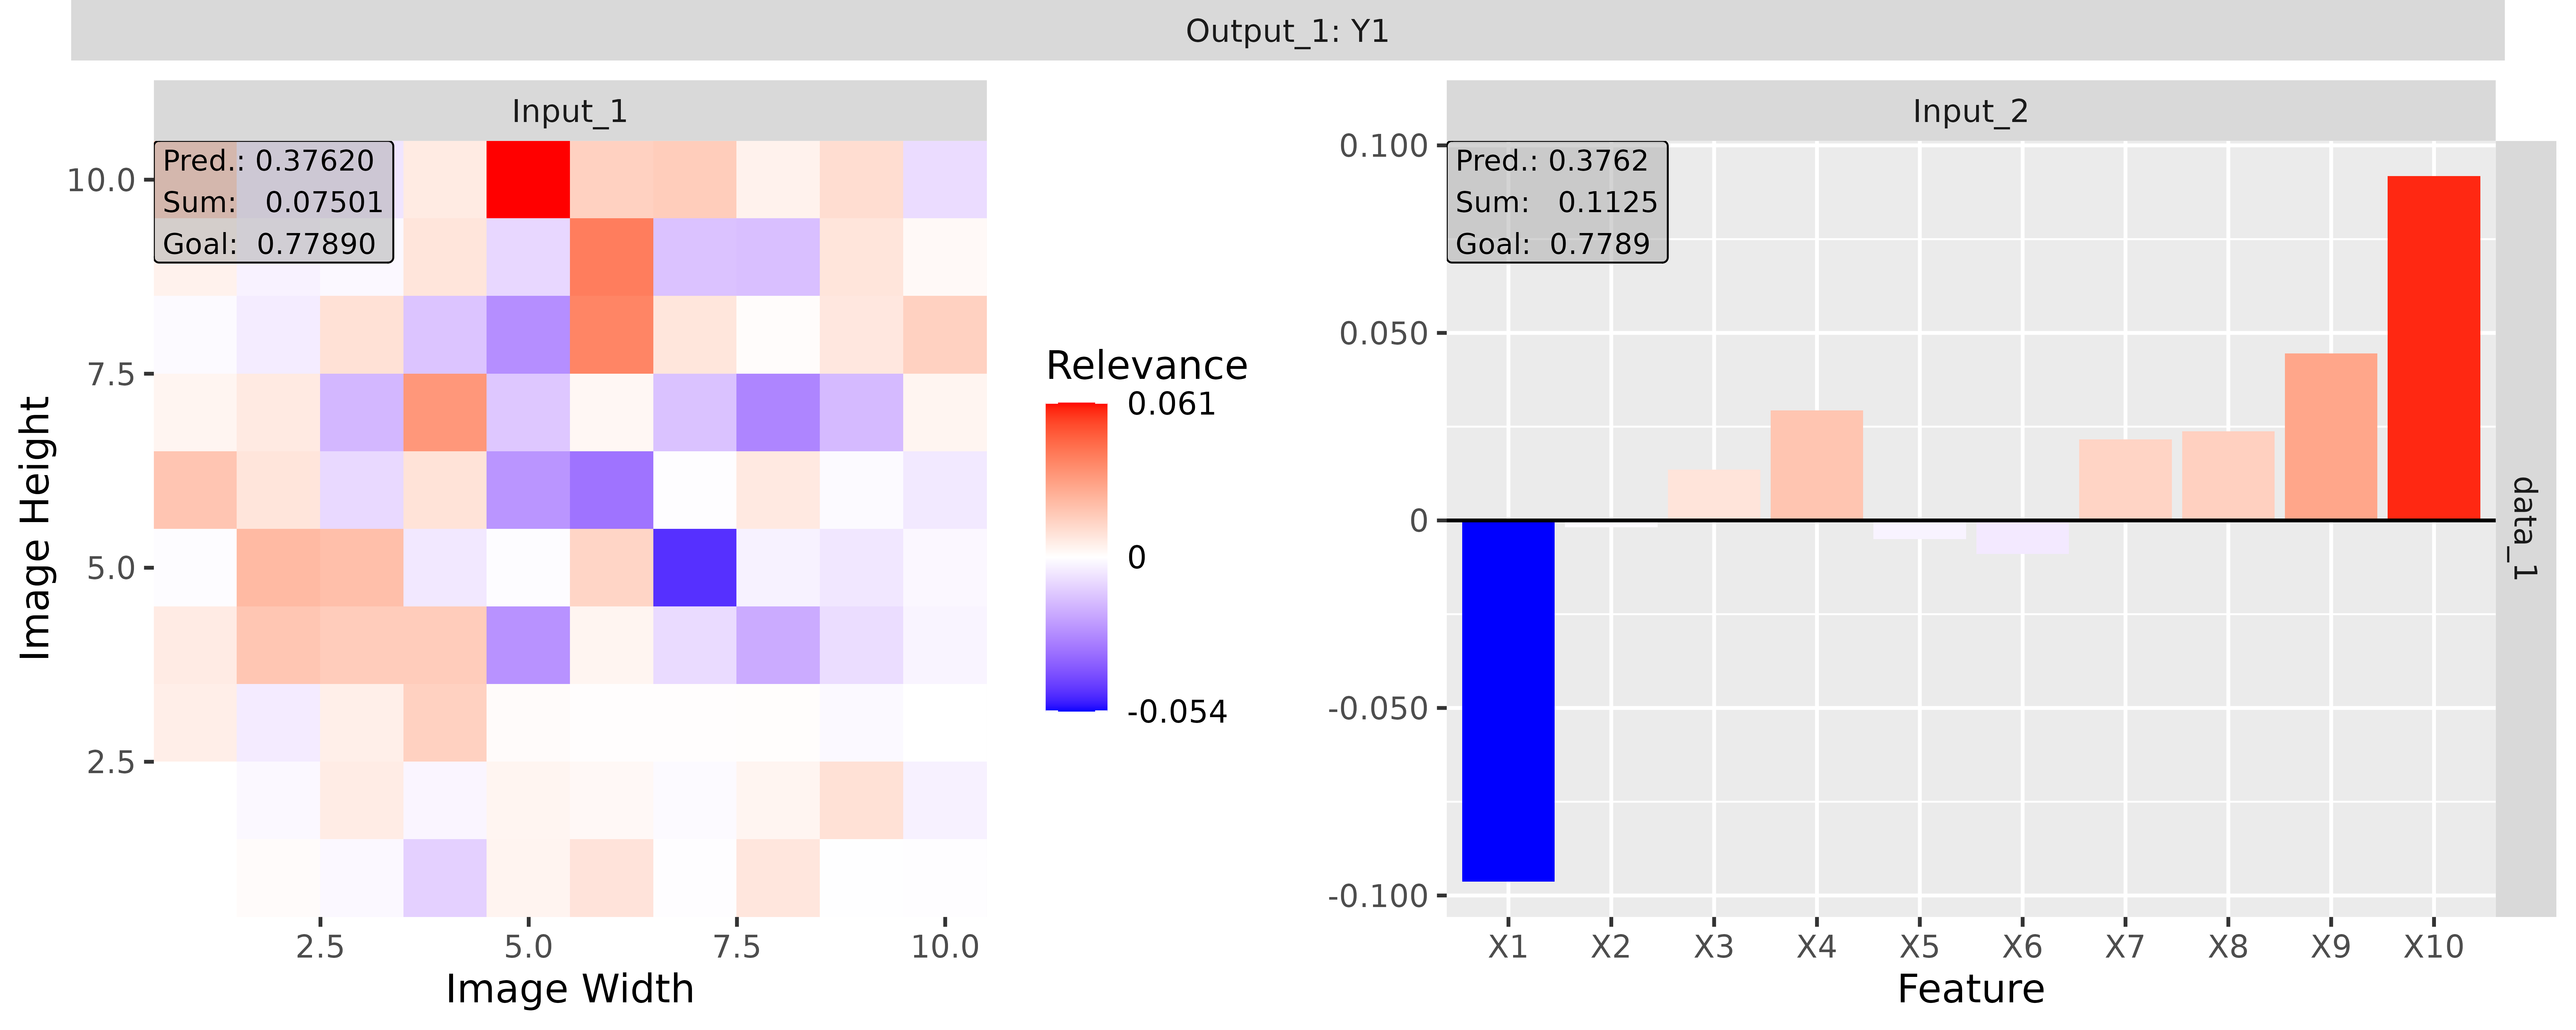 Output_1: Y1
Input_1
Pred.: 0.37620
Sum: 0.07501
Goal: 0.77890
10.0
7.5
5.0
2.5
Image Height
2.5 5.0 7.5 10.0
Image Width
Relevance
0.061
0
-0.054
Input_2
Pred.: 0.3762
Sum: 0.1125
Goal: 0.7789
0.100
0.050
0
-0.050
-0.100
X1 X2 X3 X4 X5 X6 X7 X8 X9 X10
Feature
data_1